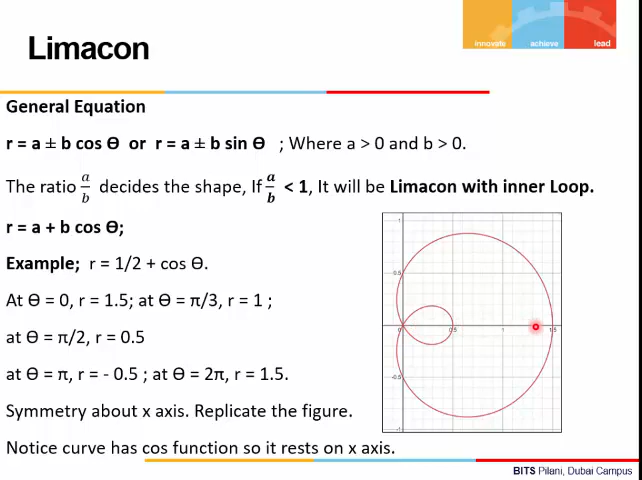 innovate achieve lead
Limacon
General Equation
r = a ± b cos ϴ or r = a ± b sin ϴ ; Where a > 0 and b > 0.
The ratio a/b decides the shape, If a/b < 1, It will be Limacon with inner Loop.
r = a + b cos ϴ;
Example; r = 1/2 + cos ϴ.
At ϴ = 0, r = 1.5; at ϴ = π/3, r = 1 ;
at ϴ = π/2, r = 0.5
at ϴ = π, r = - 0.5 ; at ϴ = 2π, r = 1.5.
Symmetry about x axis. Replicate the figure.
Notice curve has cos function so it rests on x axis.
1
0.5
0 0.5 1 1.5
-0.5
-1
BITS Pilani, Dubai Campus